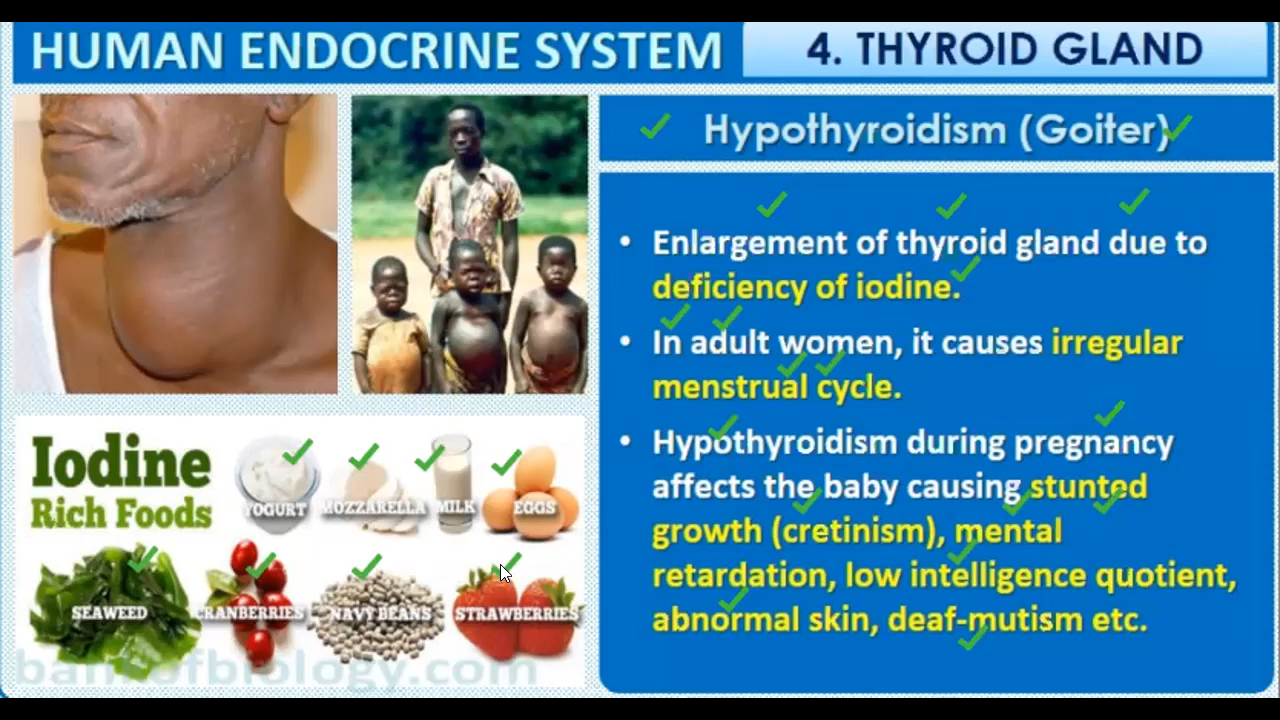 HUMAN ENDOCRINE SYSTEM
4. THYROID GLAND
Hypothyroidism (Goiter)
• Enlargement of thyroid gland due to
deficiency of iodine.
• In adult women, it causes irregular
menstrual cycle.
• Hypothyroidism during pregnancy
affects the baby causing stunted
growth (cretinism), mental
retardation, low intelligence quotient,
abnormal skin, deaf-mutism etc.
Iodine
Rich Foods
YOGURT
MOZZARELLA
MILK
EGGS
SEAWEED
CRANBERRIES
NAVY BEANS
STRAWBERRIES
bankofbiology.com